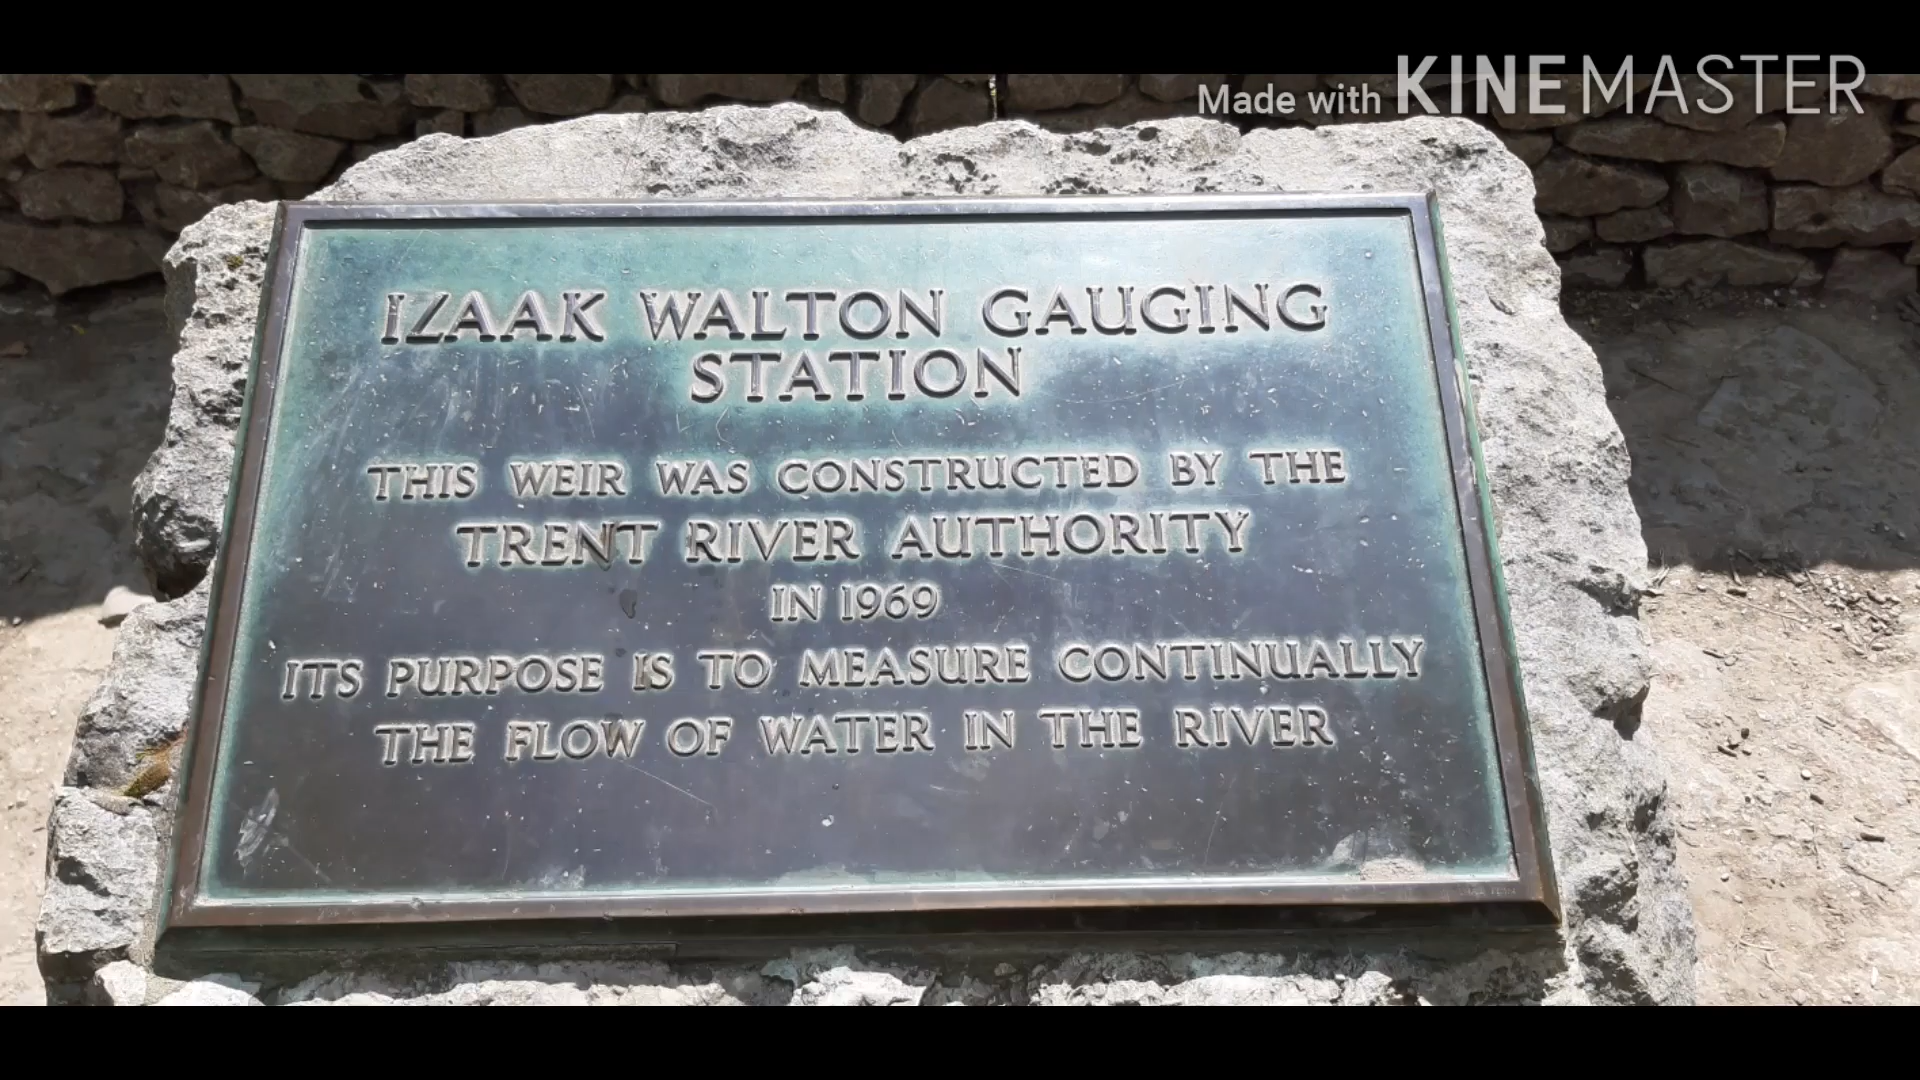 Made with KINEMASTER
IZAAK WALTON GAUGING
STATION
THIS WEIR WAS CONSTRUCTED BY THE
TRENT RIVER AUTHORITY
IN 1969
ITS PURPOSE IS TO MEASURE CONTINUALLY
THE FLOW OF WATER IN THE RIVER